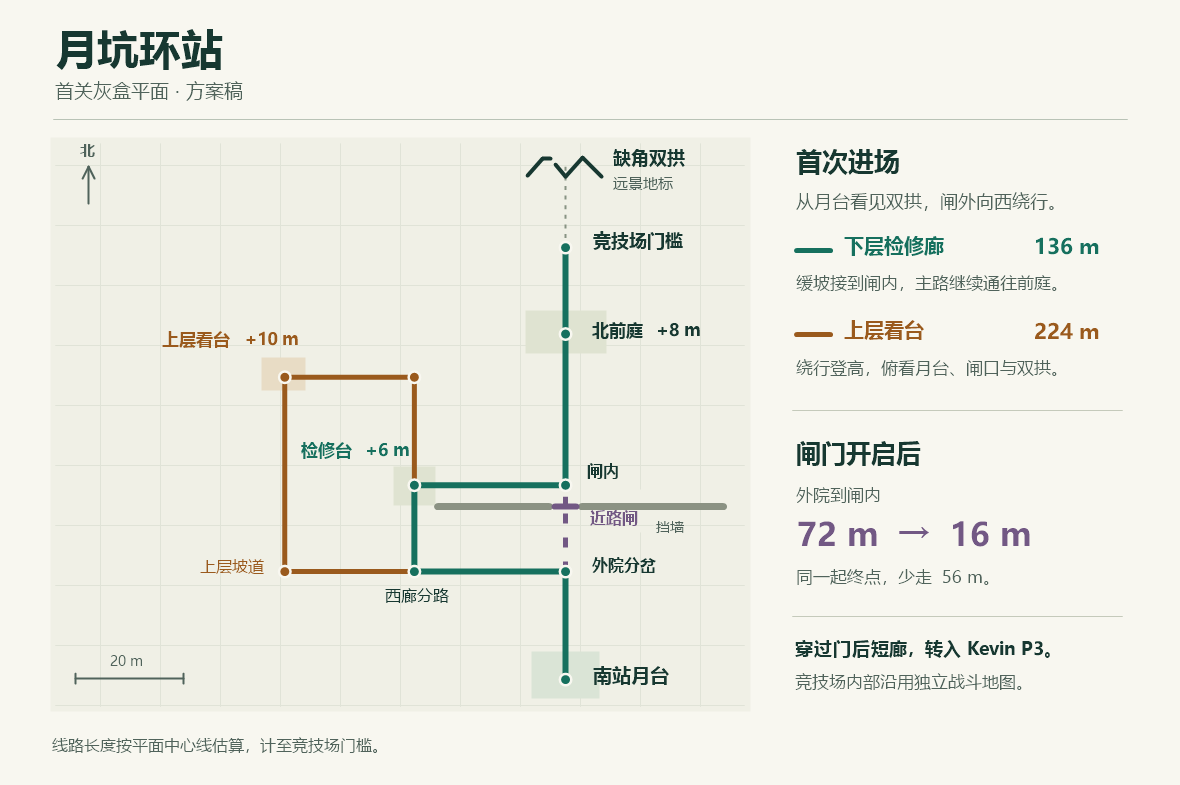 月坑环站
首关灰盒平面 · 方案稿
北
缺角双拱
远景地标
竞技场门槛
北前庭 +8 m
上层看台 +10 m
检修台 +6 m
闸内
近路闸
挡墙
上层坡道
外院分岔
西廊分路
20 m
南站月台
首次进场
从月台看见双拱，闸外向西绕行。
下层检修廊 136 m
缓坡接到闸内，主路继续通往前庭。
上层看台 224 m
绕行登高，俯看月台、闸口与双拱。
闸门开启后
外院到闸内
72 m → 16 m
同一起终点，少走 56 m。
穿过门后短廊，转入 Kevin P3。
竞技场内部沿用独立战斗地图。
线路长度按平面中心线估算，计至竞技场门槛。